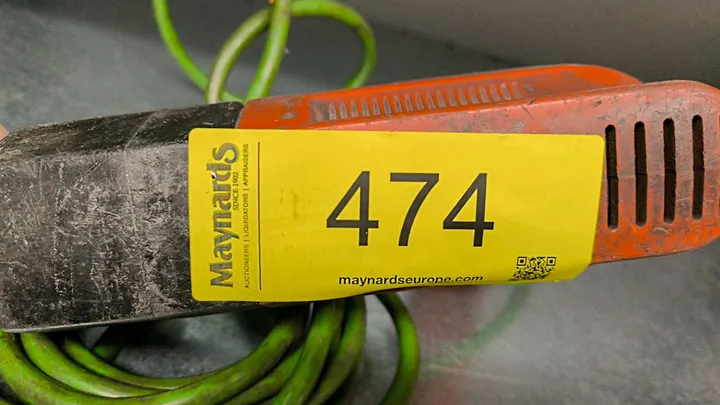 Maynards
SINCE 1902
AUCTIONEERS | LIQUIDATORS | APPRAISERS
474
maynardseurope.com